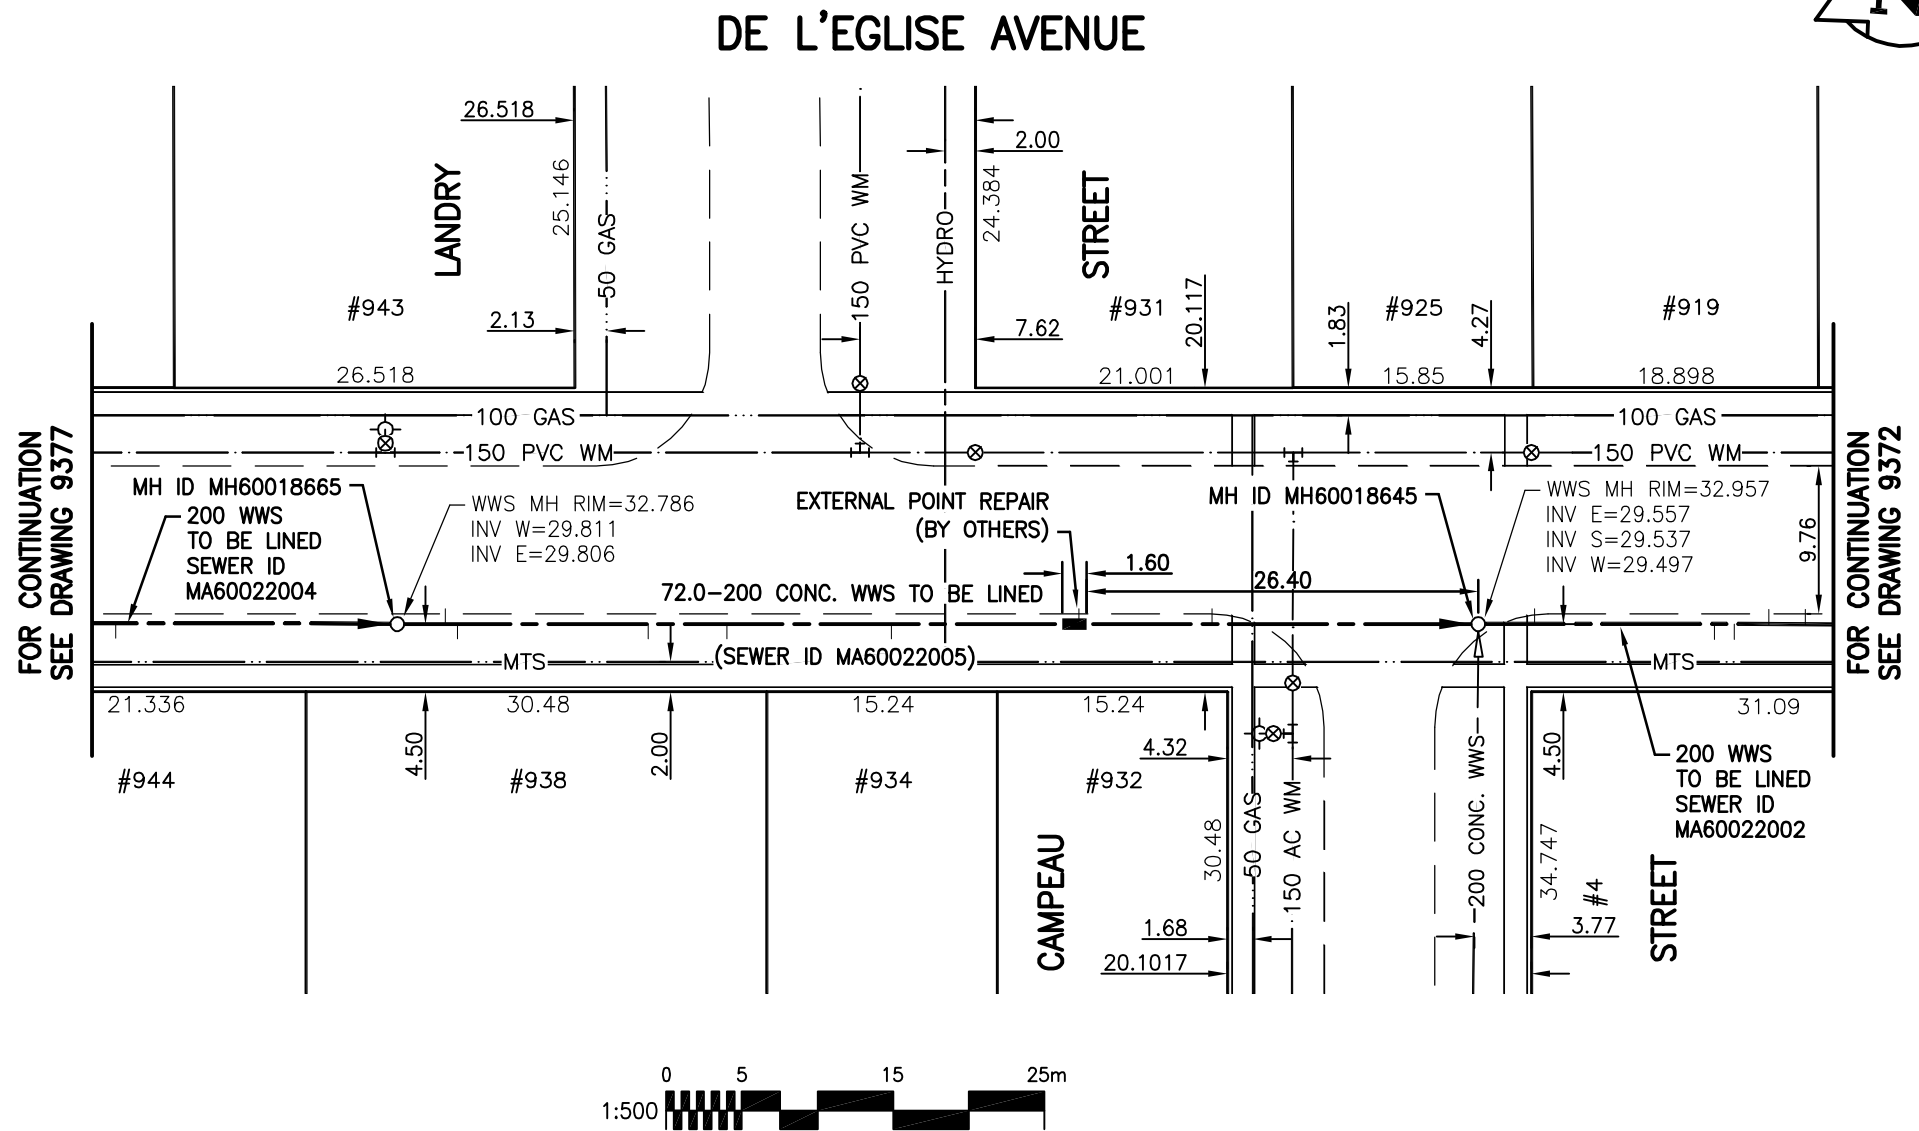 DE L'EGLISE AVENUE
N
26.518
2.00
LANDRY
25.146
50 GAS
150 PVC WM
HYDRO
24.384
STREET
#943
2.13
7.62
#931
20.117
1.83
#925
4.27
#919
26.518
21.001
15.85
18.898
100 GAS
100 GAS
150 PVC WM
150 PVC WM
FOR CONTINUATION
SEE DRAWING 9377
MH ID MH60018665
200 WWS
TO BE LINED
SEWER ID
MA60022004
WWS MH RIM=32.786
INV W=29.811
INV E=29.806
EXTERNAL POINT REPAIR
(BY OTHERS)
MH ID MH60018645
WWS MH RIM=32.957
INV E=29.557
INV S=29.537
INV W=29.497
9.76
FOR CONTINUATION
SEE DRAWING 9372
1.60
26.40
72.0-200 CONC. WWS TO BE LINED
MTS
(SEWER ID MA60022005)
MTS
21.336
30.48
15.24
15.24
31.09
4.50
2.00
4.32
4.50
#944
#938
#934
#932
200 WWS
TO BE LINED
SEWER ID
MA60022002
CAMPEAU
30.48
50 GAS
150 AC WM
200 CONC. WWS
34.747
#4
STREET
1.68
3.77
20.1017
0 5 15 25m
1:500